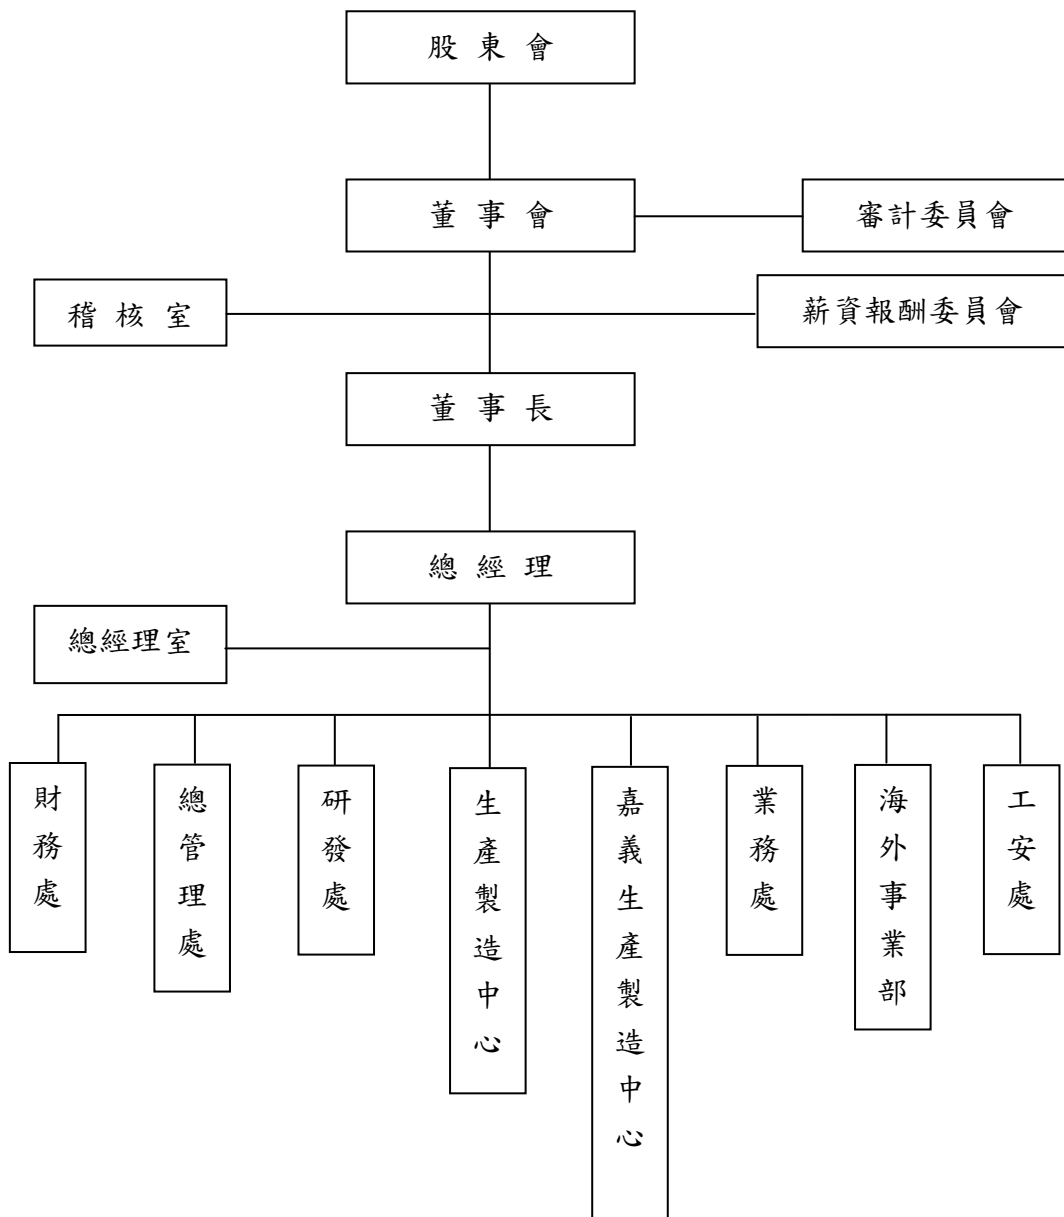 股東會
董事會
審計委員會
稽核室
薪資報酬委員會
董事長
總經理
總經理室
財務處
總管理處
研發處
生產製造中心
嘉義生產製造中心
業務處
海外事業部
工安處